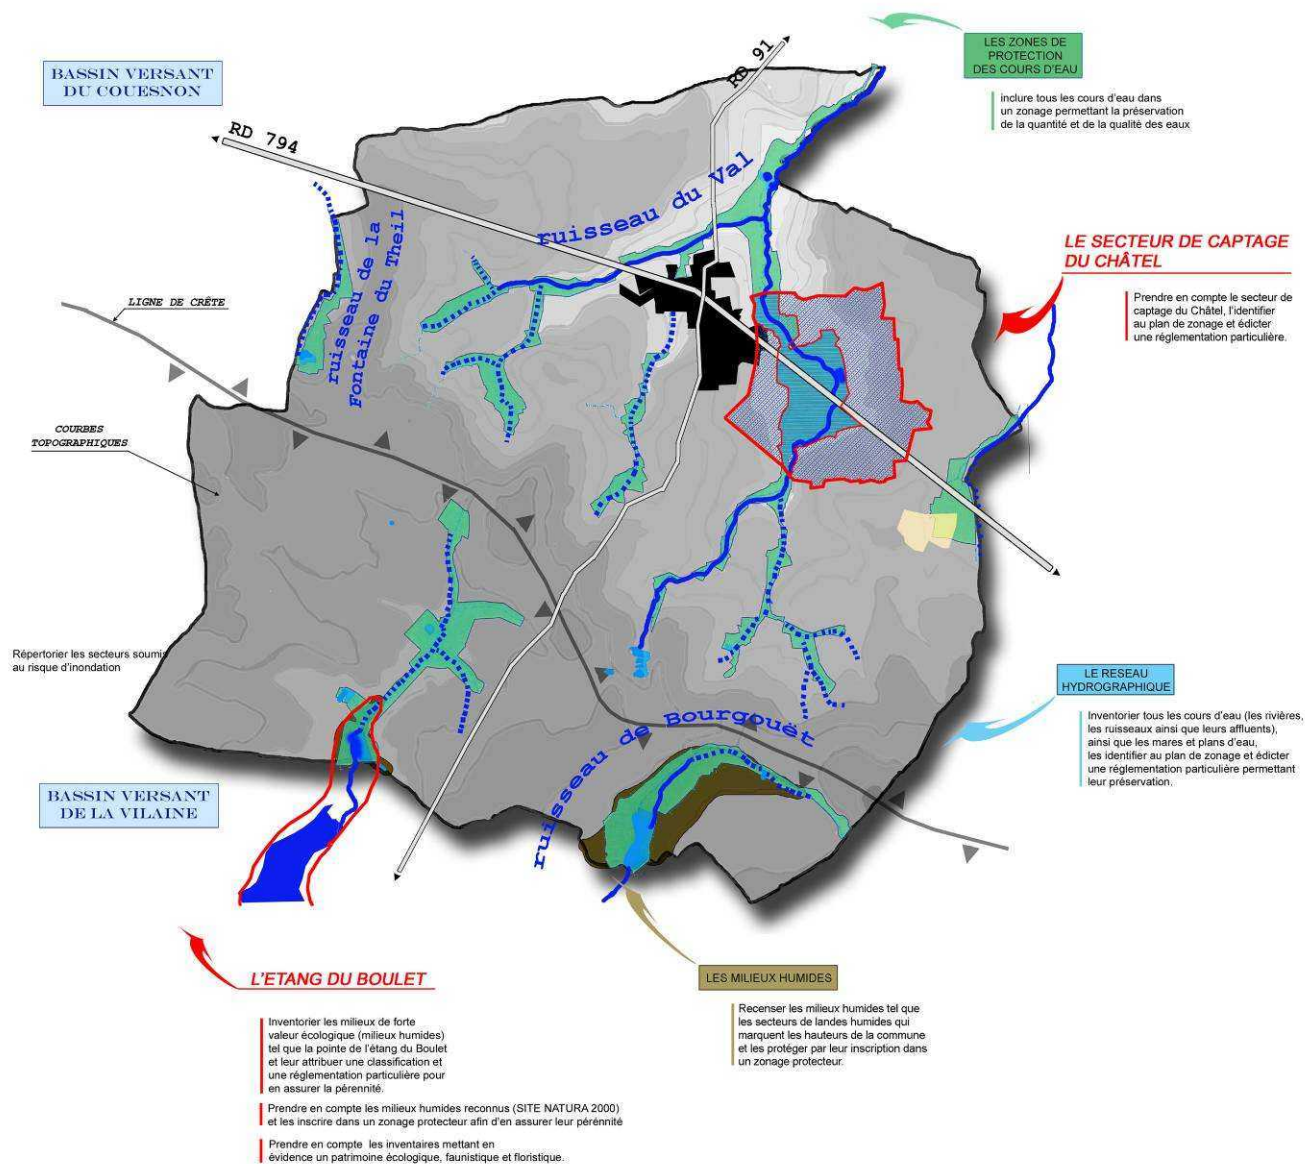 BASSIN VERSANT
DU COUESNON
RD 91
LES ZONES DE
PROTECTION
DES COURS D'EAU
inclure tous les cours d'eau dans
un zonage permettant la préservation
de la quantité et de la qualité des eaux
RD 794
ruisseau du Val
ruisseau de la
Fontaine du Theil
LE SECTEUR DE CAPTAGE
DU CHÂTEL
Prendre en compte le secteur de
captage du Châtel, l'identifier
au plan de zonage et édicter
une réglementation particulière.
LIGNE DE CRÊTE
COURBES
TOPOGRAPHIQUES
Répertorier les secteurs soumis
au risque d'inondation
LE RESEAU
HYDROGRAPHIQUE
Inventorier tous les cours d'eau (les rivières,
les ruisseaux ainsi que leurs affluents),
ainsi que les mares et plans d'eau,
les identifier au plan de zonage et édicter
une réglementation particulière permettant
leur préservation.
ruisseau de Bourgouët
BASSIN VERSANT
DE LA VILAINE
L'ETANG DU BOULET
Inventorier les milieux de forte
valeur écologique (milieux humides)
tel que la pointe de l'étang du Boulet
et leur attribuer une classification et
une réglementation particulière pour
en assurer la pérennité.
Prendre en compte les milieux humides reconnus (SITE NATURA 2000)
et les inscrire dans un zonage protecteur afin d'en assurer leur pérénnité
Prendre en compte les inventaires mettant en
évidence un patrimoine écologique, faunistique et floristique.
LES MILIEUX HUMIDES
Recenser les milieux humides tel que
les secteurs de landes humides qui
marquent les hauteurs de la commune
et les protéger par leur inscription dans
un zonage protecteur.